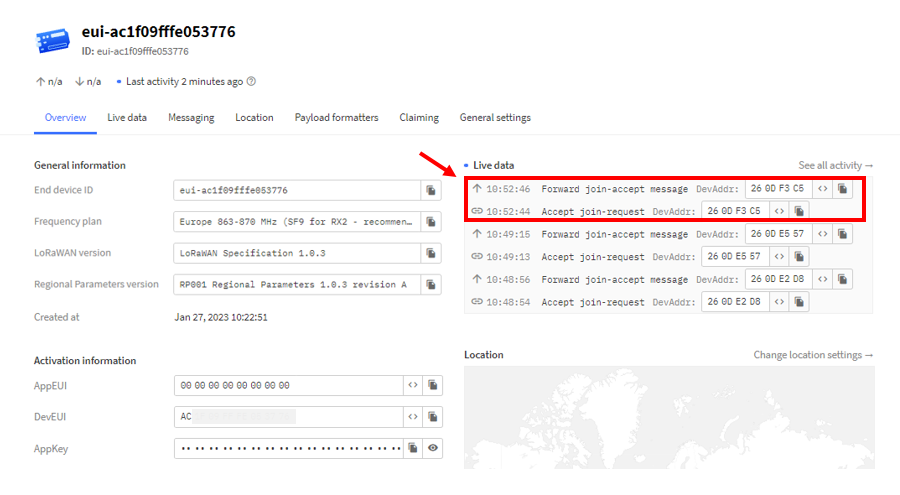 eui-ac1f09fffe053776
ID: eui-ac1f09fffe053776
↑ n/a ↓ n/a • Last activity 2 minutes ago
Overview Live data Messaging Location Payload formatters Claiming General settings
General information
End device ID eui-ac1f09fffe053776
Frequency plan Europe 863-870 MHz (SF9 for RX2 - recommen…
LoRaWAN version LoRaWAN Specification 1.0.3
Regional Parameters version RP001 Regional Parameters 1.0.3 revision A
Created at Jan 27, 2023 10:22:51
Activation information
AppEUI 00 00 00 00 00 00 00 00
DevEUI AC
AppKey •• •• •• •• •• •• •• •• •• •• •• •• •• •• •• ••
Live data See all activity →
↑ 10:52:46 Forward join-accept message DevAddr: 26 0D F3 C5 <>
10:52:44 Accept join-request DevAddr: 26 0D F3 C5 <>
↑ 10:49:15 Forward join-accept message DevAddr: 26 0D E5 57 <>
10:49:13 Accept join-request DevAddr: 26 0D E5 57 <>
↑ 10:48:56 Forward join-accept message DevAddr: 26 0D E2 D8 <>
10:48:54 Accept join-request DevAddr: 26 0D E2 D8 <>
Location Change location settings →